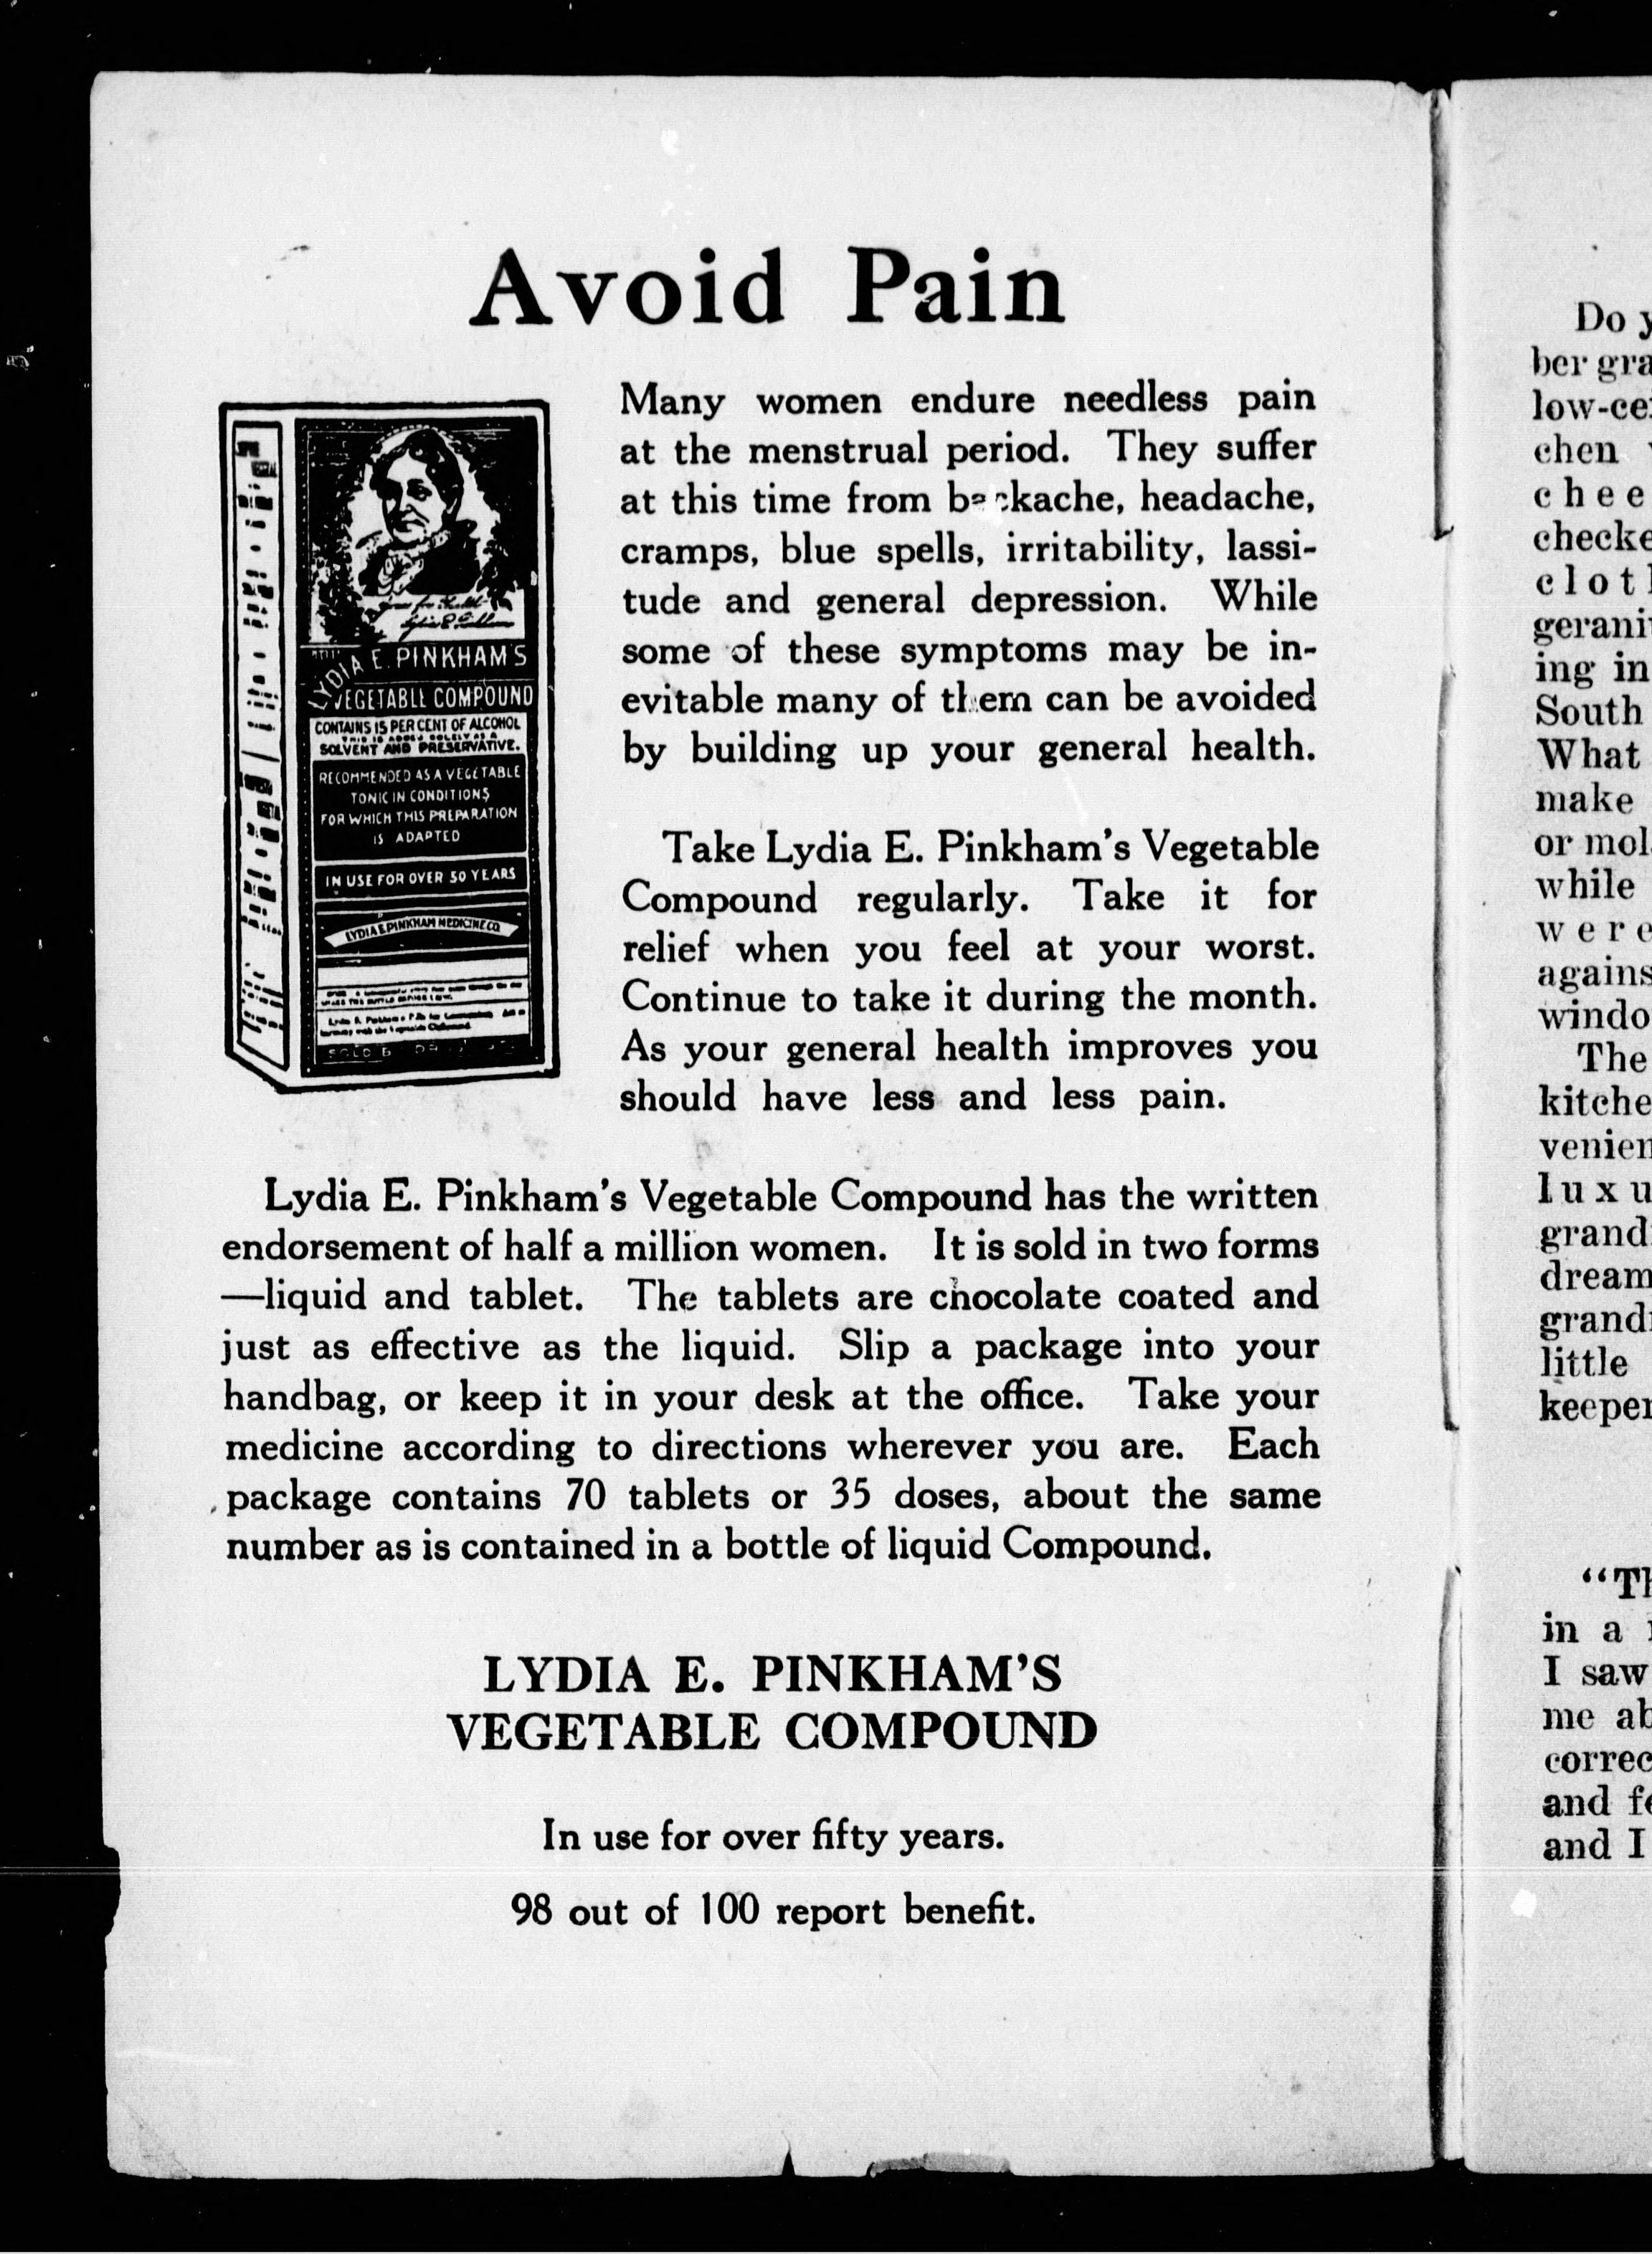 Avoid Pain
Many women endure needless pain
at the menstrual period. They suffer
at this time from backache, headache,
cramps, blue spells, irritability, lassi-
tude and general depression. While
some of these symptoms may be in-
evitable many of them can be avoided
by building up your general health.
Take Lydia E. Pinkham's Vegetable
Compound regularly. Take it for
relief when you feel at your worst.
Continue to take it during the month.
As your general health improves you
should have less and less pain.
LYDIA E. PINKHAM'S
VEGETABLE COMPOUND
CONTAINS 15 PER CENT OF ALCOHOL
THIS IS ADDED SOLELY AS A
SOLVENT AND PRESERVATIVE.
RECOMMENDED AS A VEGETABLE
TONIC IN CONDITIONS
FOR WHICH THIS PREPARATION
IS ADAPTED
IN USE FOR OVER 50 YEARS
LYDIA E. PINKHAM MEDICINE CO.
Lydia E. Pinkham's Vegetable Compound has the written
endorsement of half a million women. It is sold in two forms
—liquid and tablet. The tablets are chocolate coated and
just as effective as the liquid. Slip a package into your
handbag, or keep it in your desk at the office. Take your
medicine according to directions wherever you are. Each
package contains 70 tablets or 35 doses, about the same
number as is contained in a bottle of liquid Compound.
LYDIA E. PINKHAM'S
VEGETABLE COMPOUND
In use for over fifty years.
98 out of 100 report benefit.
Do
ber
low-
chen
geran
ing in
South
What
make
or
while
were
agains
windo
The
kitche
venien
luxu
grand
dream
grand
little
keeper
"Th
in a
I saw
me
correc
and
and I